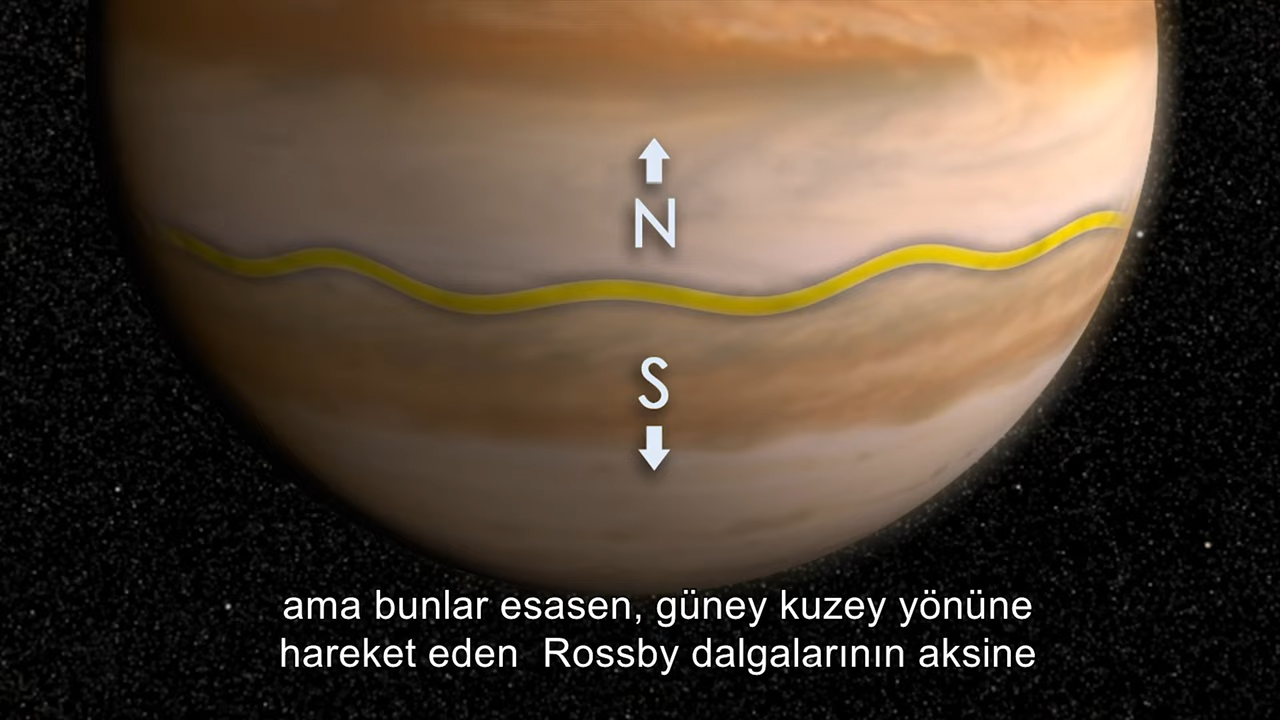 N
S
ama bunlar esasen, güney kuzey yönüne
hareket eden  Rossby dalgalarının aksine